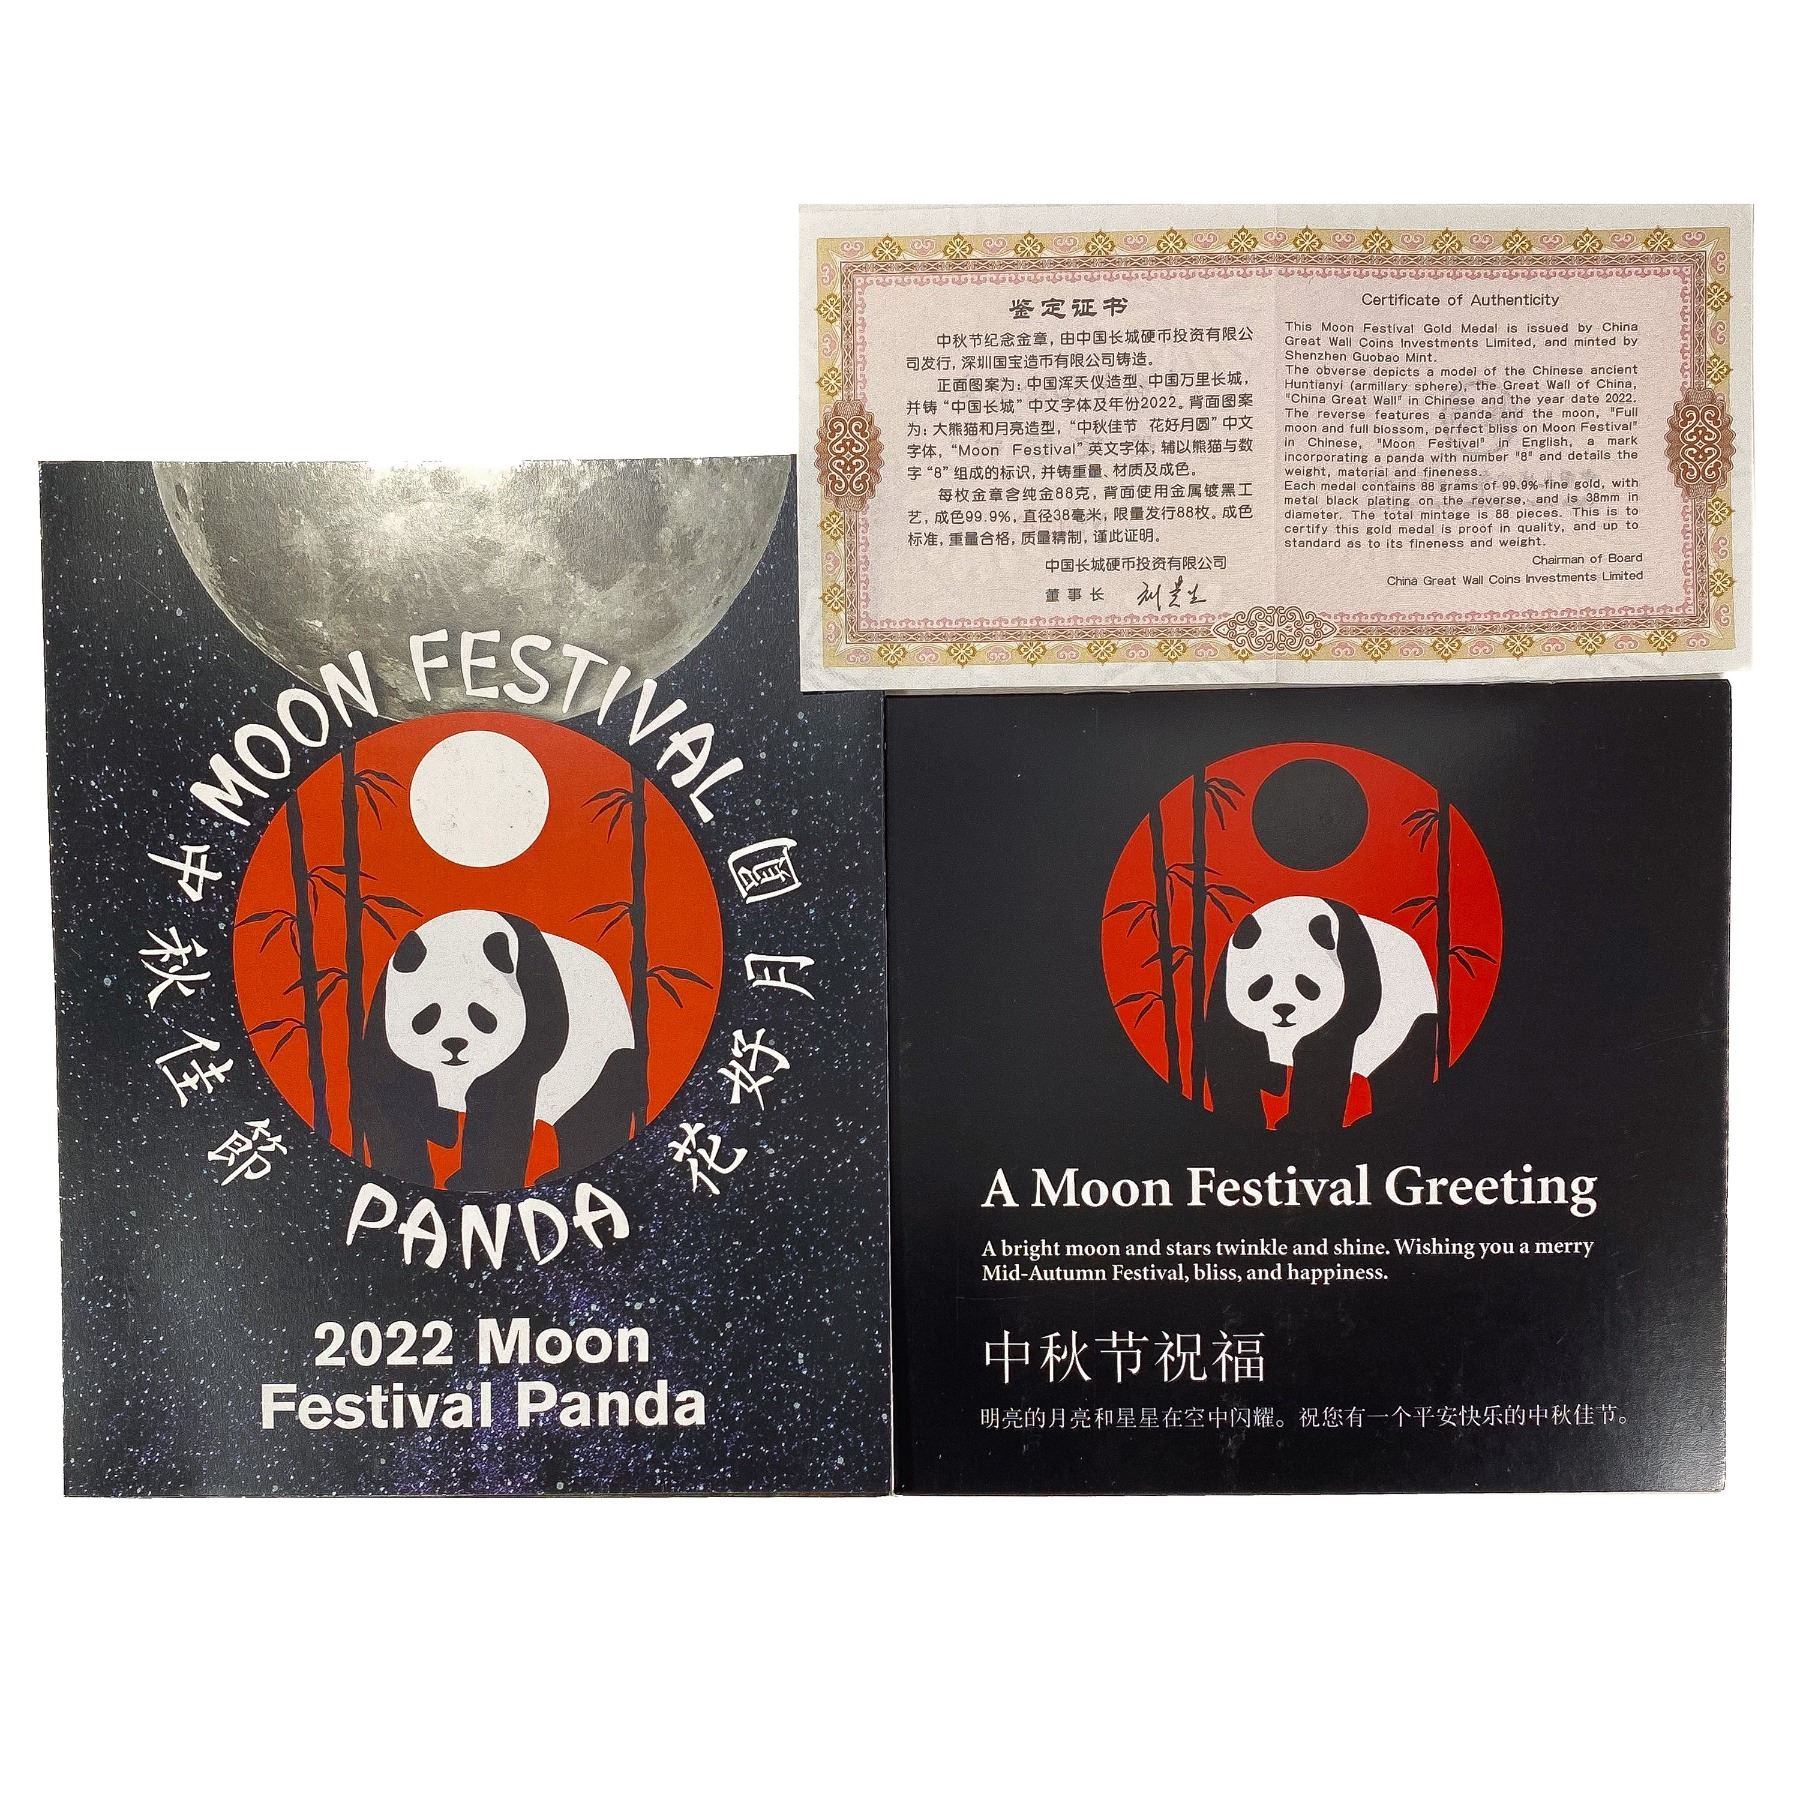 MOON FESTIVAL
中秋佳節
花好月圓
PANDA
2022 Moon
Festival Panda
鉴定证书
中秋节纪念金章，由中国长城硬币投资有限公
司发行，深圳国宝造币有限公司铸造。
正面图案为：中国浑天仪造型、中国万里长城，
并铸“中国长城”中文字体及年份2022。背面图案
为：大熊猫和月亮造型，“中秋佳节 花好月圆”中文
字体，“Moon Festival”英文字体，辅以熊猫与数
字“8”组成的标识，并铸重量、材质及成色。
每枚金章含纯金88克，背面使用金属镀黑工
艺，成色99.9%，直径38毫米，限量发行88枚。成色
标准，重量合格，质量精制，谨此证明。
中国长城硬币投资有限公司
董事长
Certificate of Authenticity
This Moon Festival Gold Medal is issued by China
Great Wall Coins Investments Limited, and minted by
Shenzhen Guobao Mint.
The obverse depicts a model of the Chinese ancient
Huntianyi (armillary sphere), the Great Wall of China,
"China Great Wall" in Chinese and the year date 2022.
The reverse features a panda and the moon, "Full
moon and full blossom, perfect bliss on Moon Festival"
in Chinese, "Moon Festival" in English, a mark
incorporating a panda with number "8" and details the
weight, material and fineness.
Each medal contains 88 grams of 99.9% fine gold, with
metal black plating on the reverse, and is 38mm in
diameter. The total mintage is 88 pieces. This is to
certify this gold medal is proof in quality, and up to
standard as to its fineness and weight.
Chairman of Board
China Great Wall Coins Investments Limited
A Moon Festival Greeting
A bright moon and stars twinkle and shine. Wishing you a merry
Mid-Autumn Festival, bliss, and happiness.
中秋节祝福
明亮的月亮和星星在空中闪耀。祝您有一个平安快乐的中秋佳节。